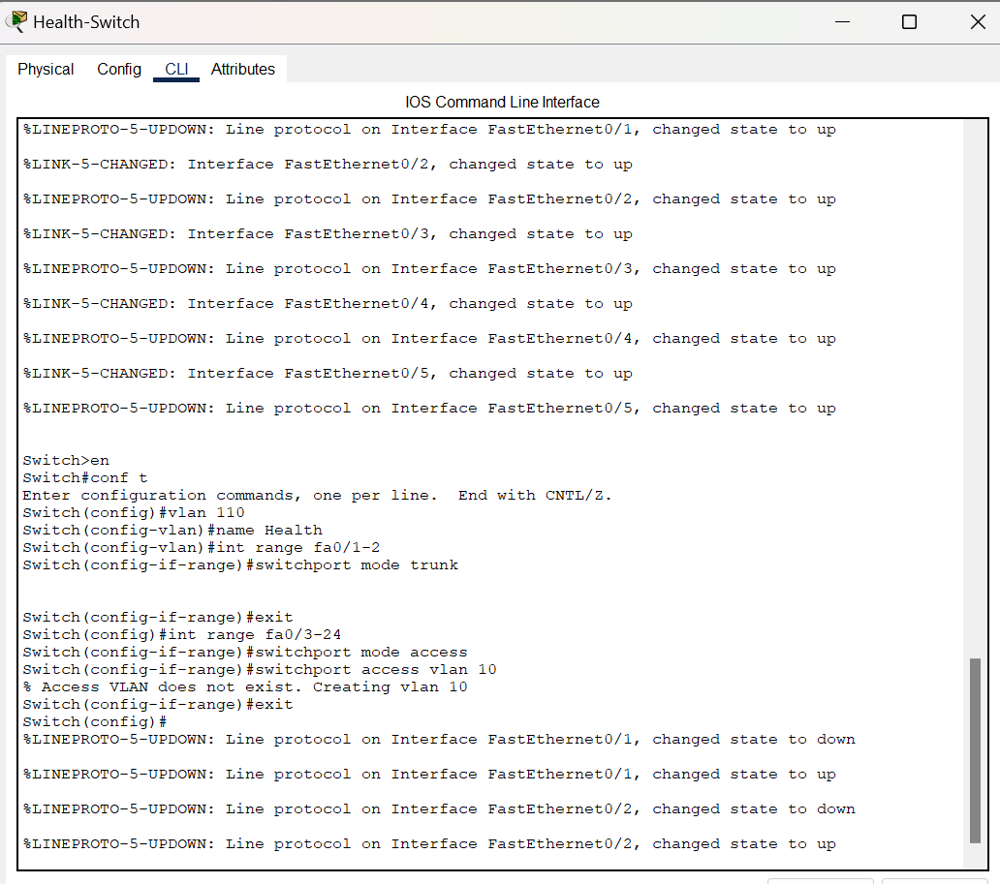 Health-Switch
Physical Config CLI Attributes
IOS Command Line Interface
%LINEPROTO-5-UPDOWN: Line protocol on Interface FastEthernet0/1, changed state to up
%LINK-5-CHANGED: Interface FastEthernet0/2, changed state to up
%LINEPROTO-5-UPDOWN: Line protocol on Interface FastEthernet0/2, changed state to up
%LINK-5-CHANGED: Interface FastEthernet0/3, changed state to up
%LINEPROTO-5-UPDOWN: Line protocol on Interface FastEthernet0/3, changed state to up
%LINK-5-CHANGED: Interface FastEthernet0/4, changed state to up
%LINEPROTO-5-UPDOWN: Line protocol on Interface FastEthernet0/4, changed state to up
%LINK-5-CHANGED: Interface FastEthernet0/5, changed state to up
%LINEPROTO-5-UPDOWN: Line protocol on Interface FastEthernet0/5, changed state to up
Switch>en
Switch#conf t
Enter configuration commands, one per line.  End with CNTL/Z.
Switch(config)#vlan 110
Switch(config-vlan)#name Health
Switch(config-vlan)#int range fa0/1-2
Switch(config-if-range)#switchport mode trunk
Switch(config-if-range)#exit
Switch(config)#int range fa0/3-24
Switch(config-if-range)#switchport mode access
Switch(config-if-range)#switchport access vlan 10
% Access VLAN does not exist. Creating vlan 10
Switch(config-if-range)#exit
Switch(config)#
%LINEPROTO-5-UPDOWN: Line protocol on Interface FastEthernet0/1, changed state to down
%LINEPROTO-5-UPDOWN: Line protocol on Interface FastEthernet0/1, changed state to up
%LINEPROTO-5-UPDOWN: Line protocol on Interface FastEthernet0/2, changed state to down
%LINEPROTO-5-UPDOWN: Line protocol on Interface FastEthernet0/2, changed state to up